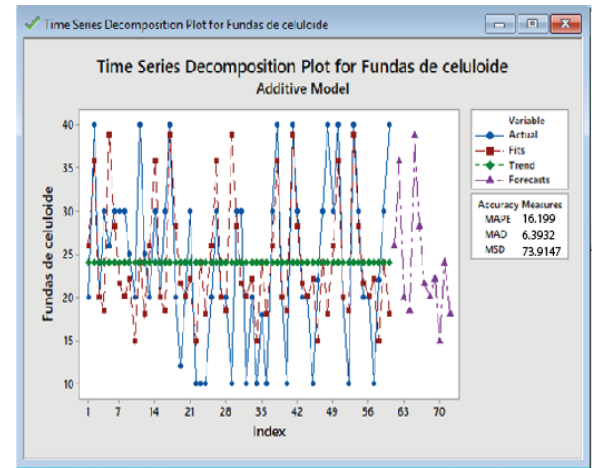 Time Series Decomposition Plot for Fundas de celuloide
Time Series Decomposition Plot for Fundas de celuloide
Additive Model
Fundas de celuloide
40
35
30
25
20
15
10
1 7 14 21 28 35 42 49 56 63 70
Index
Variable
Actual
Fits
Trend
Forecasts
Accuracy Measures
MAPE 16.199
MAD 6.3932
MSD 73.9147